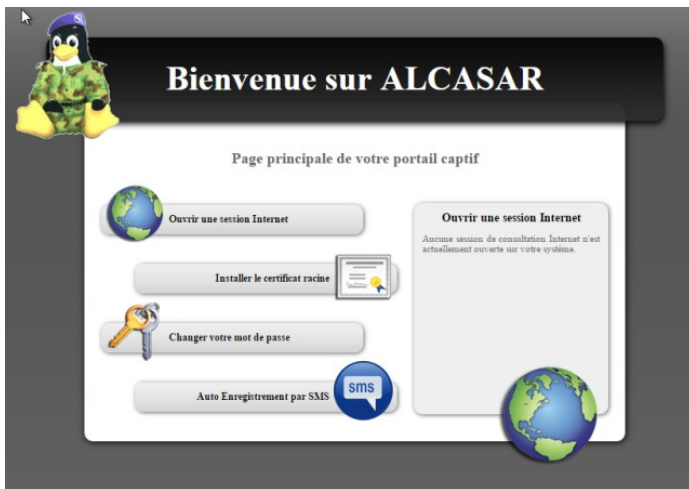 Bienvenue sur ALCASAR
Page principale de votre portail captif
Ouvrir une session Internet
Installer le certificat racine
Changer votre mot de passe
Auto Enregistrement par SMS
sms
Ouvrir une session Internet
Aucune session de consultation Internet n'est
actuellement ouverte sur votre système.